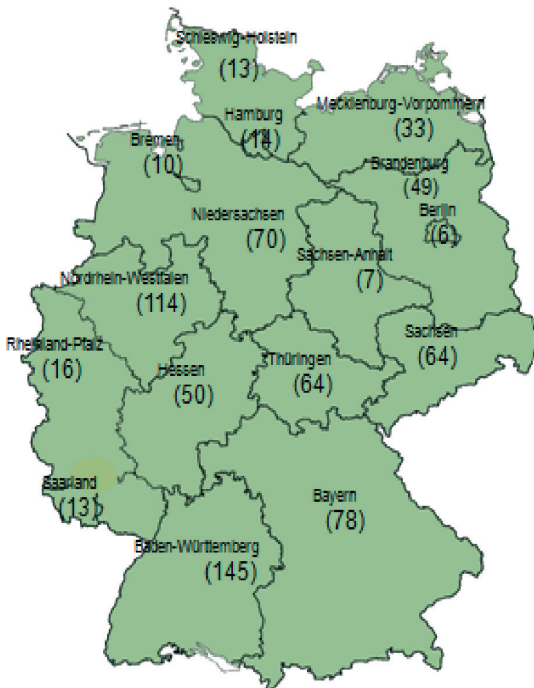 Schleswig-Holstein
(13)
Hamburg
(14)
Mecklenburg-Vorpommern
(33)
Bremen
(10)
Brandenburg
(49)
Berlin
(6)
Niedersachsen
(70)
Sachsen-Anhalt
(7)
Nordrhein-Westfalen
(114)
Rheinland-Pfalz
(16)
Hessen
(50)
Thüringen
(64)
Sachsen
(64)
Saarland
(13)
Bayern
(78)
Baden-Württemberg
(145)